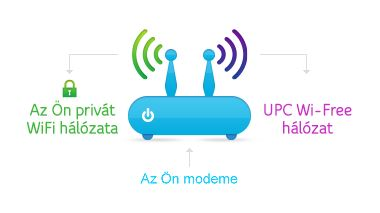 Az Ön privát
WiFi hálózata
UPC Wi-Free
hálózat
Az Ön modeme